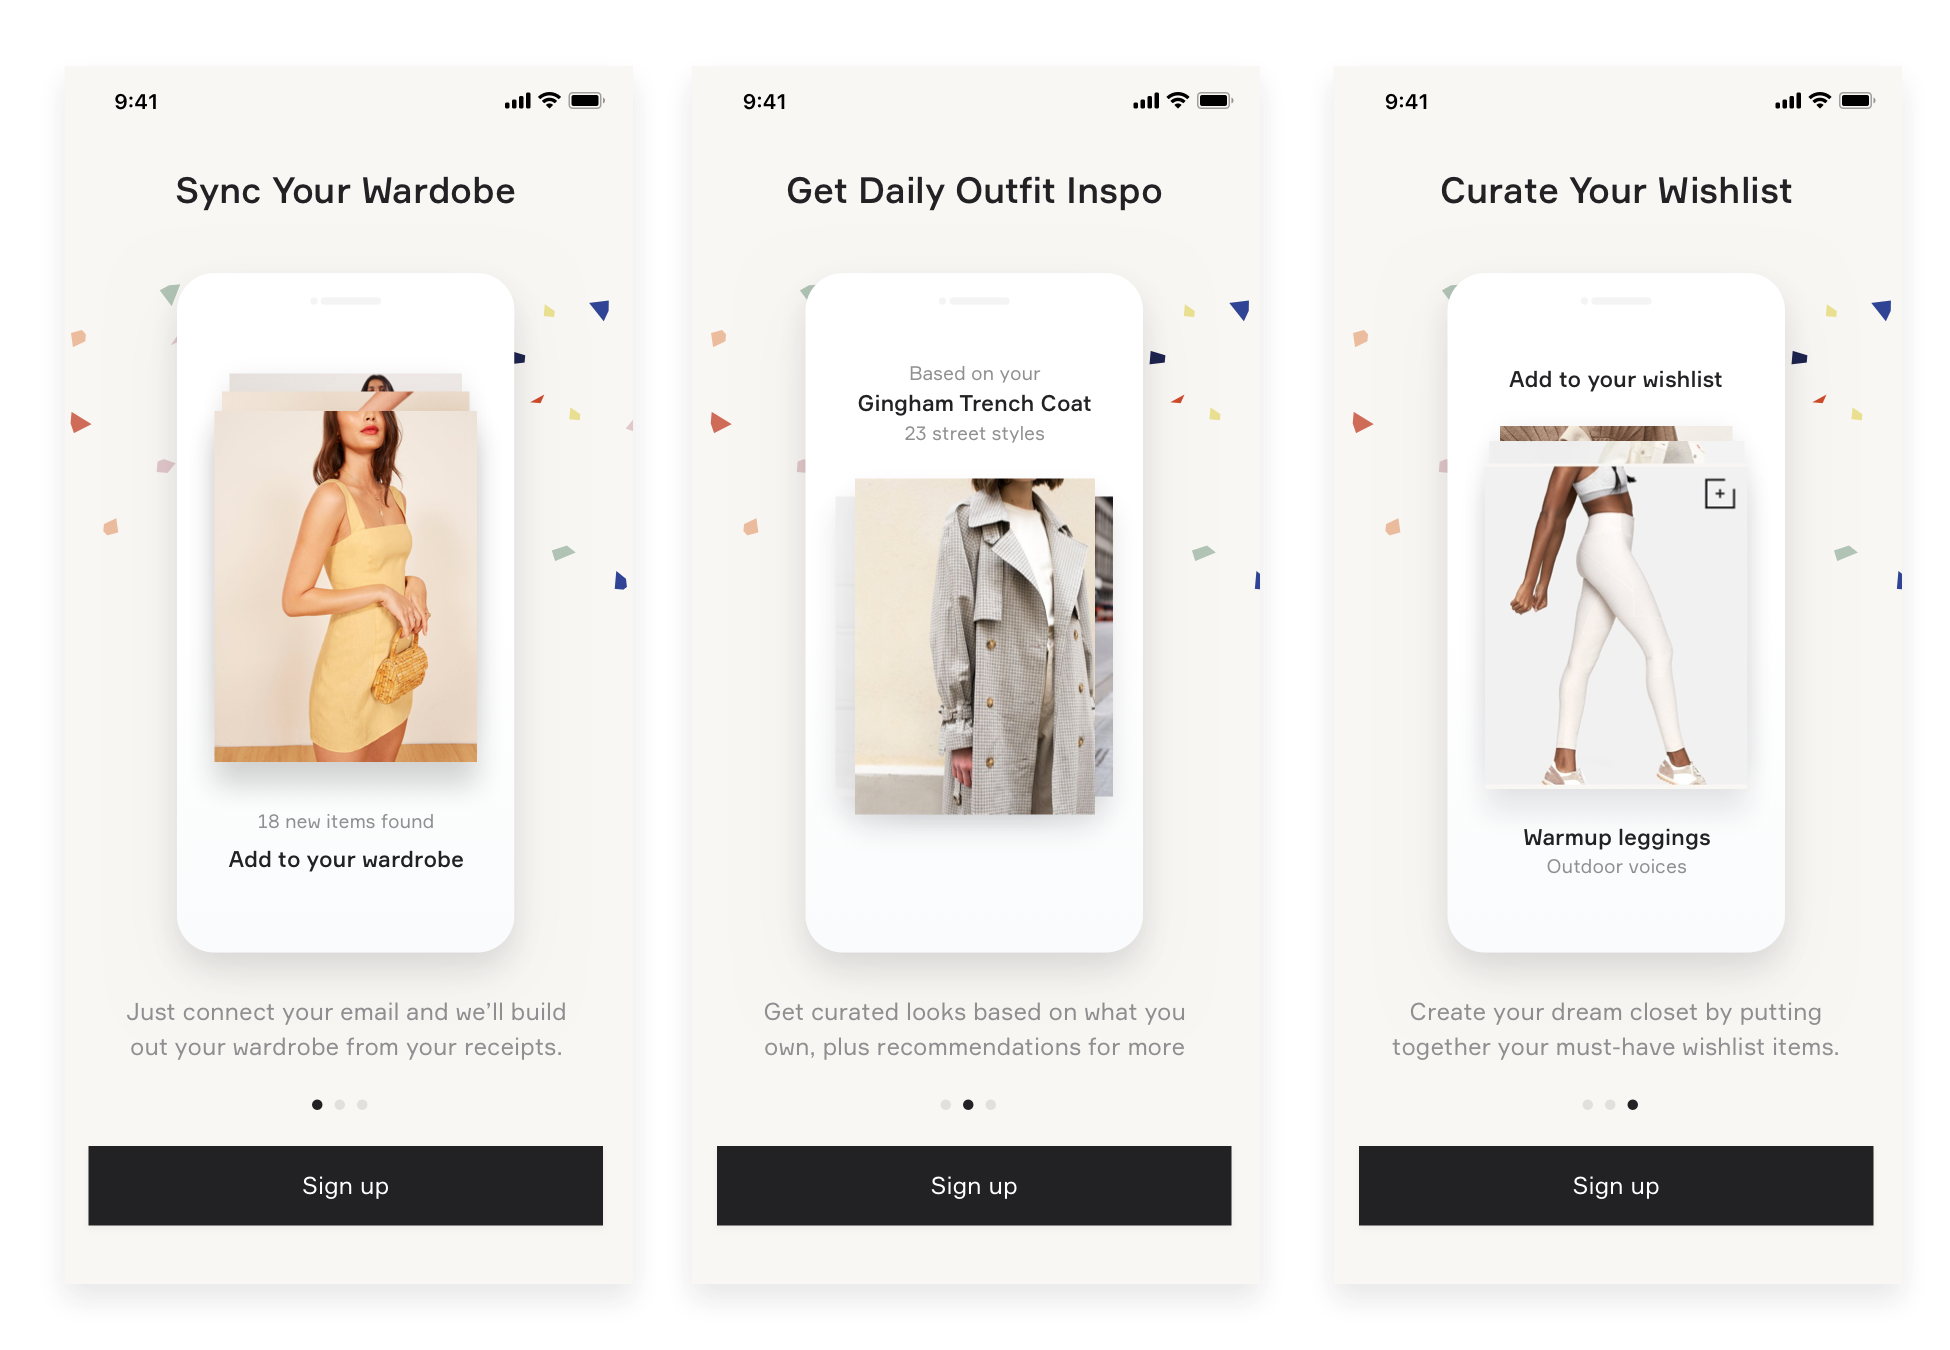 9:41
Sync Your Wardobe
18 new items found
Add to your wardrobe
Just connect your email and we'll build
out your wardrobe from your receipts.
Sign up
9:41
Get Daily Outfit Inspo
Based on your
Gingham Trench Coat
23 street styles
Get curated looks based on what you
own, plus recommendations for more
Sign up
9:41
Curate Your Wishlist
Add to your wishlist
Warmup leggings
Outdoor voices
Create your dream closet by putting
together your must-have wishlist items.
Sign up